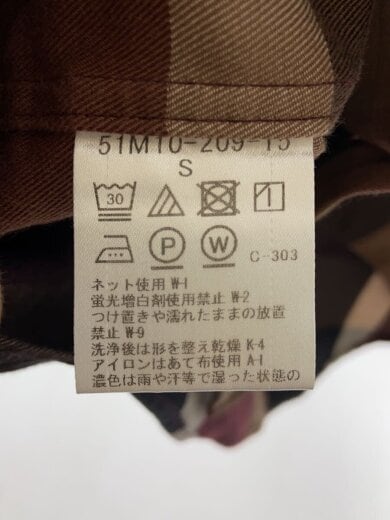 51M10-209-15
S
30
P W C-303
ネット使用 W-1
蛍光増白剤使用禁止 W-2
つけ置きや濡れたままの放置
禁止 W-9
洗浄後は形を整え乾燥 K-4
アイロンはあて布使用 A-1
濃色は雨や汗等で湿った状態の